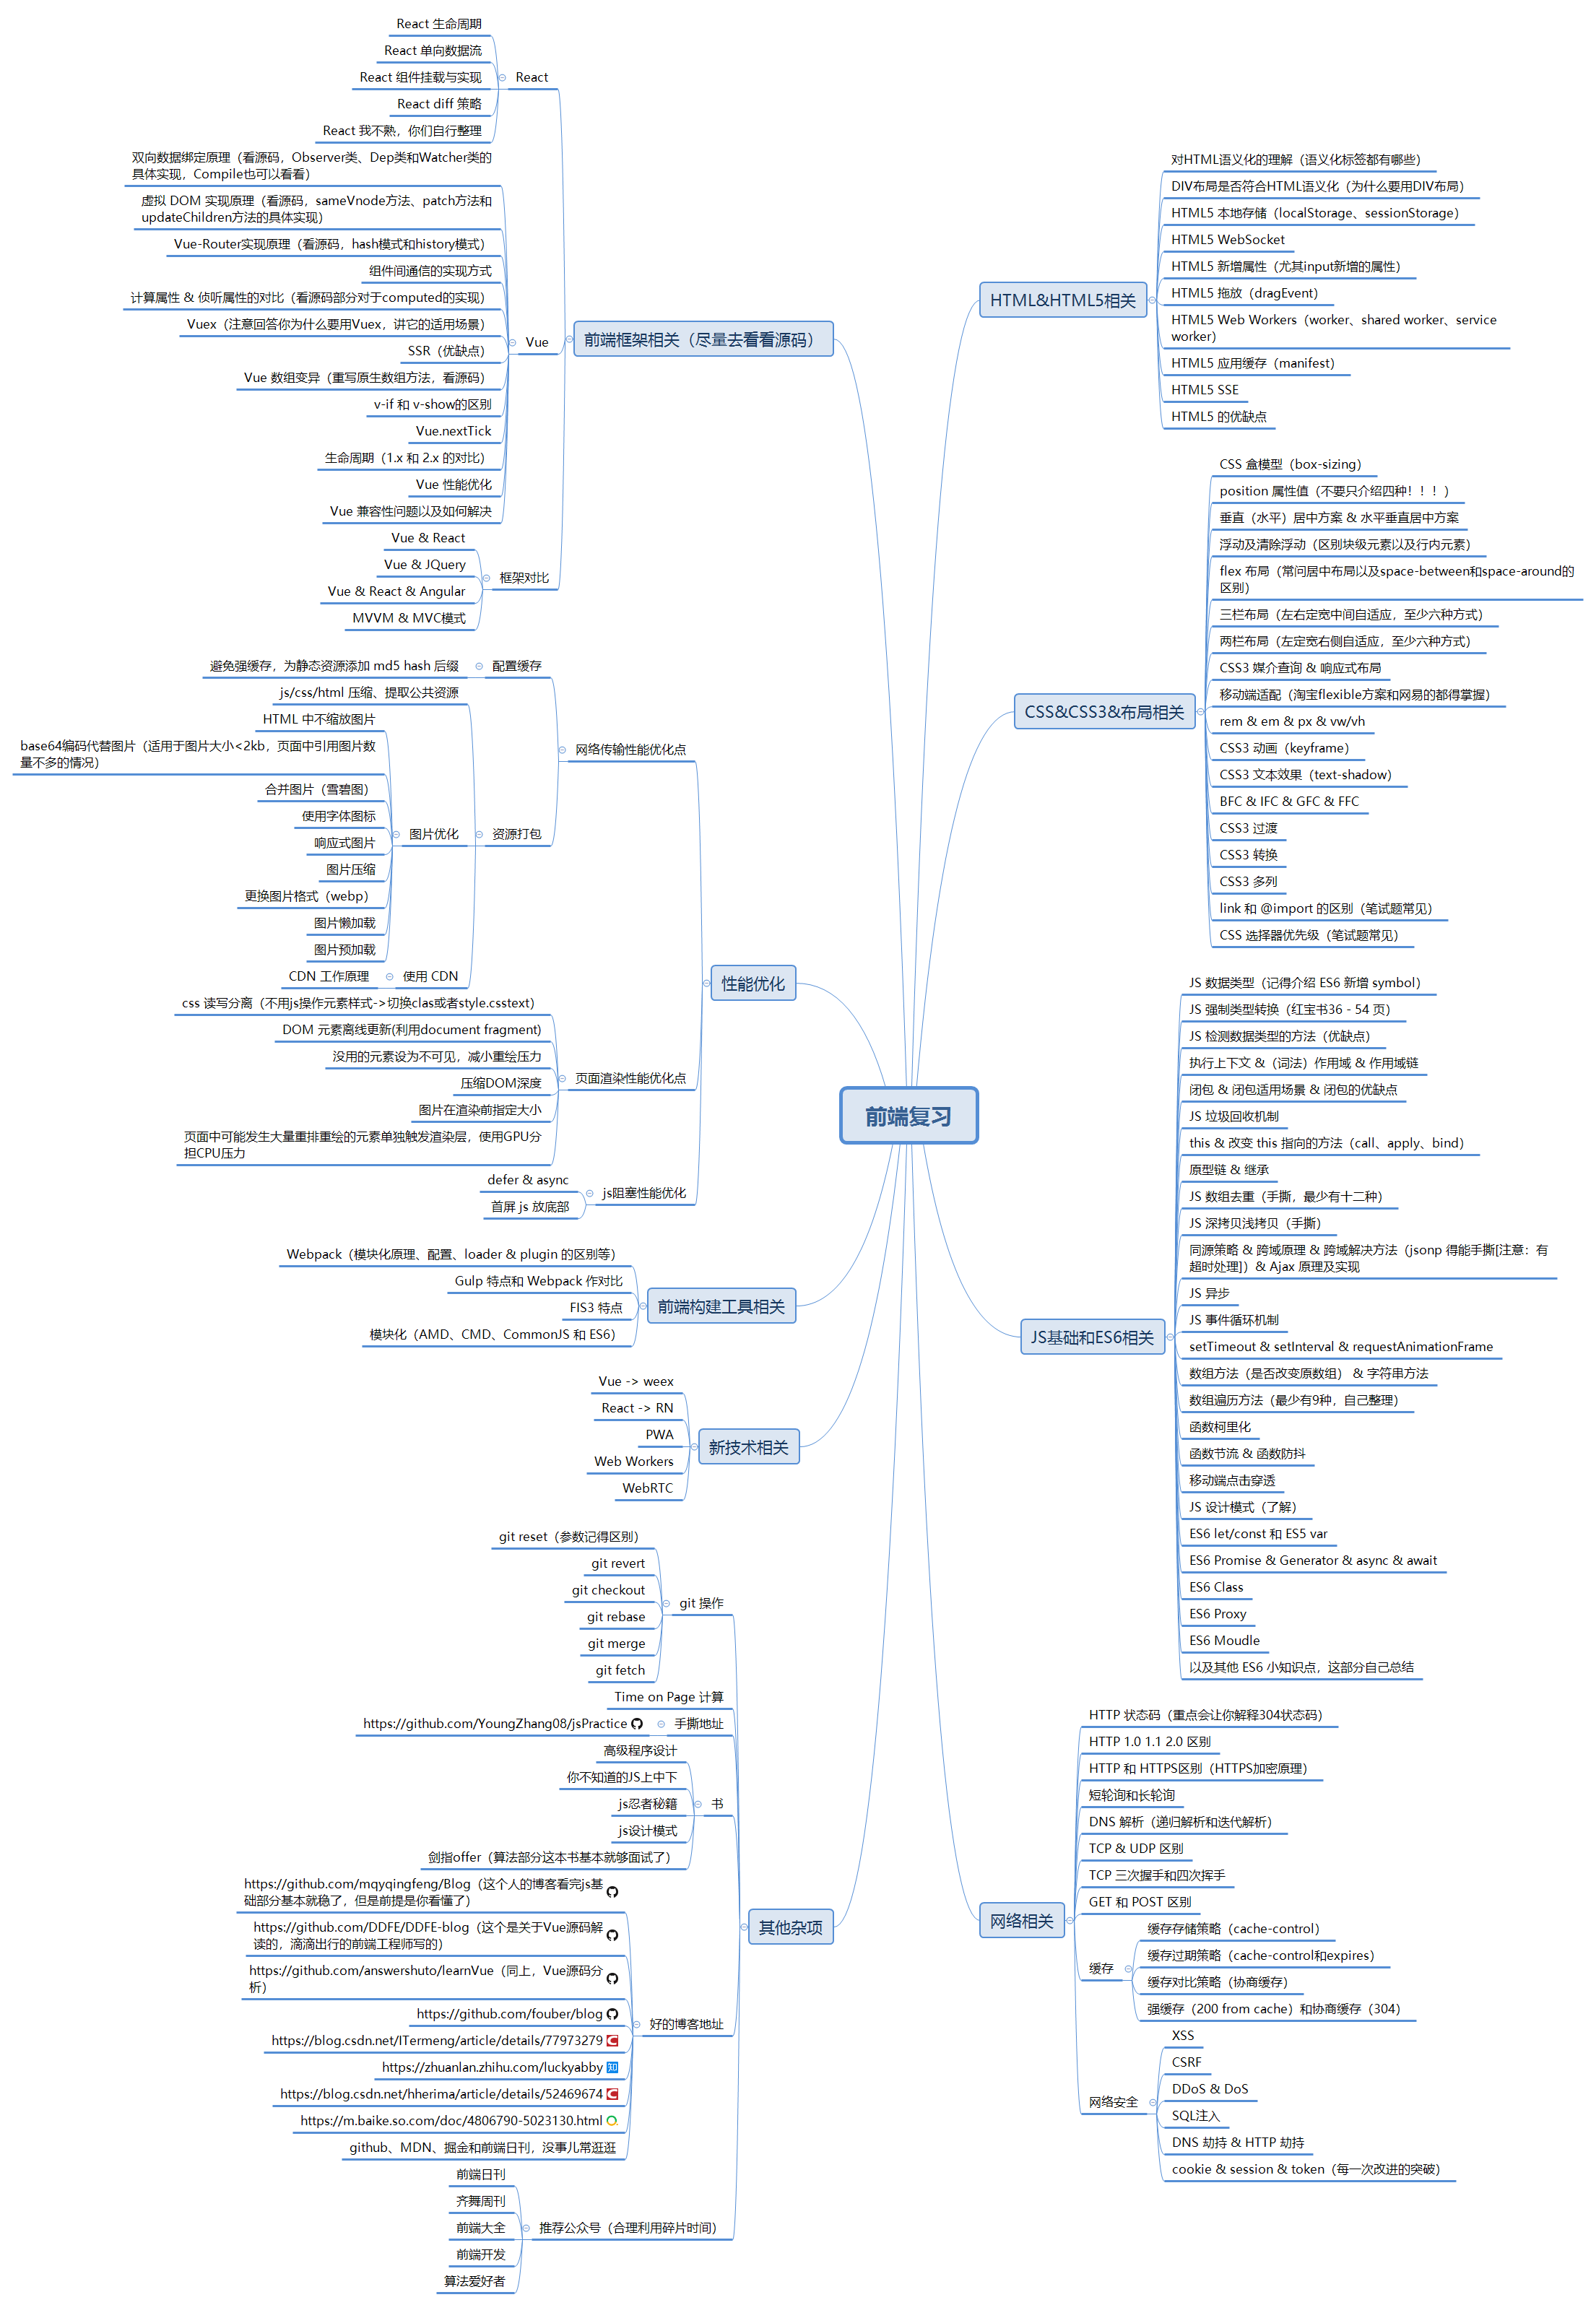 前端复习
HTML&HTML5相关
对HTML语义化的理解（语义化标签都有哪些）
DIV布局是否符合HTML语义化（为什么要用DIV布局）
HTML5 本地存储（localStorage、sessionStorage）
HTML5 WebSocket
HTML5 新增属性（尤其input新增的属性）
HTML5 拖放（dragEvent）
HTML5 Web Workers（worker、shared worker、service
worker）
HTML5 应用缓存（manifest）
HTML5 SSE
HTML5 的优缺点
CSS&CSS3&布局相关
CSS 盒模型（box-sizing）
position 属性值（不要只介绍四种！！！）
垂直（水平）居中方案 & 水平垂直居中方案
浮动及清除浮动（区别块级元素以及行内元素）
flex 布局（常问居中布局以及space-between和space-around的
区别）
三栏布局（左右定宽中间自适应，至少六种方式）
两栏布局（左定宽右侧自适应，至少六种方式）
CSS3 媒介查询 & 响应式布局
移动端适配（淘宝flexible方案和网易的都得掌握）
rem & em & px & vw/vh
CSS3 动画（keyframe）
CSS3 文本效果（text-shadow）
BFC & IFC & GFC & FFC
CSS3 过渡
CSS3 转换
CSS3 多列
link 和 @import 的区别（笔试题常见）
CSS 选择器优先级（笔试题常见）
JS基础和ES6相关
JS 数据类型（记得介绍 ES6 新增 symbol）
JS 强制类型转换（红宝书36 - 54 页）
JS 检测数据类型的方法（优缺点）
执行上下文 &（词法）作用域 & 作用域链
闭包 & 闭包适用场景 & 闭包的优缺点
JS 垃圾回收机制
this & 改变 this 指向的方法（call、apply、bind）
原型链 & 继承
JS 数组去重（手撕，最少有十二种）
JS 深拷贝浅拷贝（手撕）
同源策略 & 跨域原理 & 跨域解决方法（jsonp 得能手撕[注意：有
超时处理]）& Ajax 原理及实现
JS 异步
JS 事件循环机制
setTimeout & setInterval & requestAnimationFrame
数组方法（是否改变原数组） & 字符串方法
数组遍历方法（最少有9种，自己整理）
函数柯里化
函数节流 & 函数防抖
移动端点击穿透
JS 设计模式（了解）
ES6 let/const 和 ES5 var
ES6 Promise & Generator & async & await
ES6 Class
ES6 Proxy
ES6 Moudle
以及其他 ES6 小知识点，这部分自己总结
网络相关
HTTP 状态码（重点会让你解释304状态码）
HTTP 1.0 1.1 2.0 区别
HTTP 和 HTTPS区别（HTTPS加密原理）
短轮询和长轮询
DNS 解析（递归解析和迭代解析）
TCP & UDP 区别
TCP 三次握手和四次挥手
GET 和 POST 区别
缓存
缓存存储策略（cache-control）
缓存过期策略（cache-control和expires）
缓存对比策略（协商缓存）
强缓存（200 from cache）和协商缓存（304）
网络安全
XSS
CSRF
DDoS & DoS
SQL注入
DNS 劫持 & HTTP 劫持
cookie & session & token（每一次改进的突破）
前端框架相关（尽量去看看源码）
React
React 生命周期
React 单向数据流
React 组件挂载与实现
React diff 策略
React 我不熟，你们自行整理
Vue
双向数据绑定原理（看源码，Observer类、Dep类和Watcher类的
具体实现，Compile也可以看看）
虚拟 DOM 实现原理（看源码，sameVnode方法、patch方法和
updateChildren方法的具体实现）
Vue-Router实现原理（看源码，hash模式和history模式）
组件间通信的实现方式
计算属性 & 侦听属性的对比（看源码部分对于computed的实现）
Vuex（注意回答你为什么要用Vuex，讲它的适用场景）
SSR（优缺点）
Vue 数组变异（重写原生数组方法，看源码）
v-if 和 v-show的区别
Vue.nextTick
生命周期（1.x 和 2.x 的对比）
Vue 性能优化
Vue 兼容性问题以及如何解决
框架对比
Vue & React
Vue & JQuery
Vue & React & Angular
MVVM & MVC模式
性能优化
网络传输性能优化点
配置缓存
避免强缓存，为静态资源添加 md5 hash 后缀
资源打包
js/css/html 压缩、提取公共资源
图片优化
HTML 中不缩放图片
base64编码代替图片（适用于图片大小<2kb，页面中引用图片数
量不多的情况）
合并图片（雪碧图）
使用字体图标
响应式图片
图片压缩
更换图片格式（webp）
图片懒加载
图片预加载
使用 CDN
CDN 工作原理
页面渲染性能优化点
css 读写分离（不用js操作元素样式->切换clas或者style.csstext）
DOM 元素离线更新(利用document fragment)
没用的元素设为不可见，减小重绘压力
压缩DOM深度
图片在渲染前指定大小
页面中可能发生大量重排重绘的元素单独触发渲染层，使用GPU分
担CPU压力
js阻塞性能优化
defer & async
首屏 js 放底部
前端构建工具相关
Webpack（模块化原理、配置、loader & plugin 的区别等）
Gulp 特点和 Webpack 作对比
FIS3 特点
模块化（AMD、CMD、CommonJS 和 ES6）
新技术相关
Vue -> weex
React -> RN
PWA
Web Workers
WebRTC
其他杂项
git 操作
git reset（参数记得区别）
git revert
git checkout
git rebase
git merge
git fetch
Time on Page 计算
手撕地址
https://github.com/YoungZhang08/jsPractice
书
高级程序设计
你不知道的JS上中下
js忍者秘籍
js设计模式
剑指offer（算法部分这本书基本就够面试了）
好的博客地址
https://github.com/mqyqingfeng/Blog（这个人的博客看完js基
础部分基本就稳了，但是前提是你看懂了）
https://github.com/DDFE/DDFE-blog（这个是关于Vue源码解
读的，滴滴出行的前端工程师写的）
https://github.com/answershuto/learnVue（同上，Vue源码分
析）
https://github.com/fouber/blog
https://blog.csdn.net/ITermeng/article/details/77973279
https://zhuanlan.zhihu.com/luckyabby
知
https://blog.csdn.net/hherima/article/details/52469674
https://m.baike.so.com/doc/4806790-5023130.html
github、MDN、掘金和前端日刊，没事儿常逛逛
推荐公众号（合理利用碎片时间）
前端日刊
齐舞周刊
前端大全
前端开发
算法爱好者